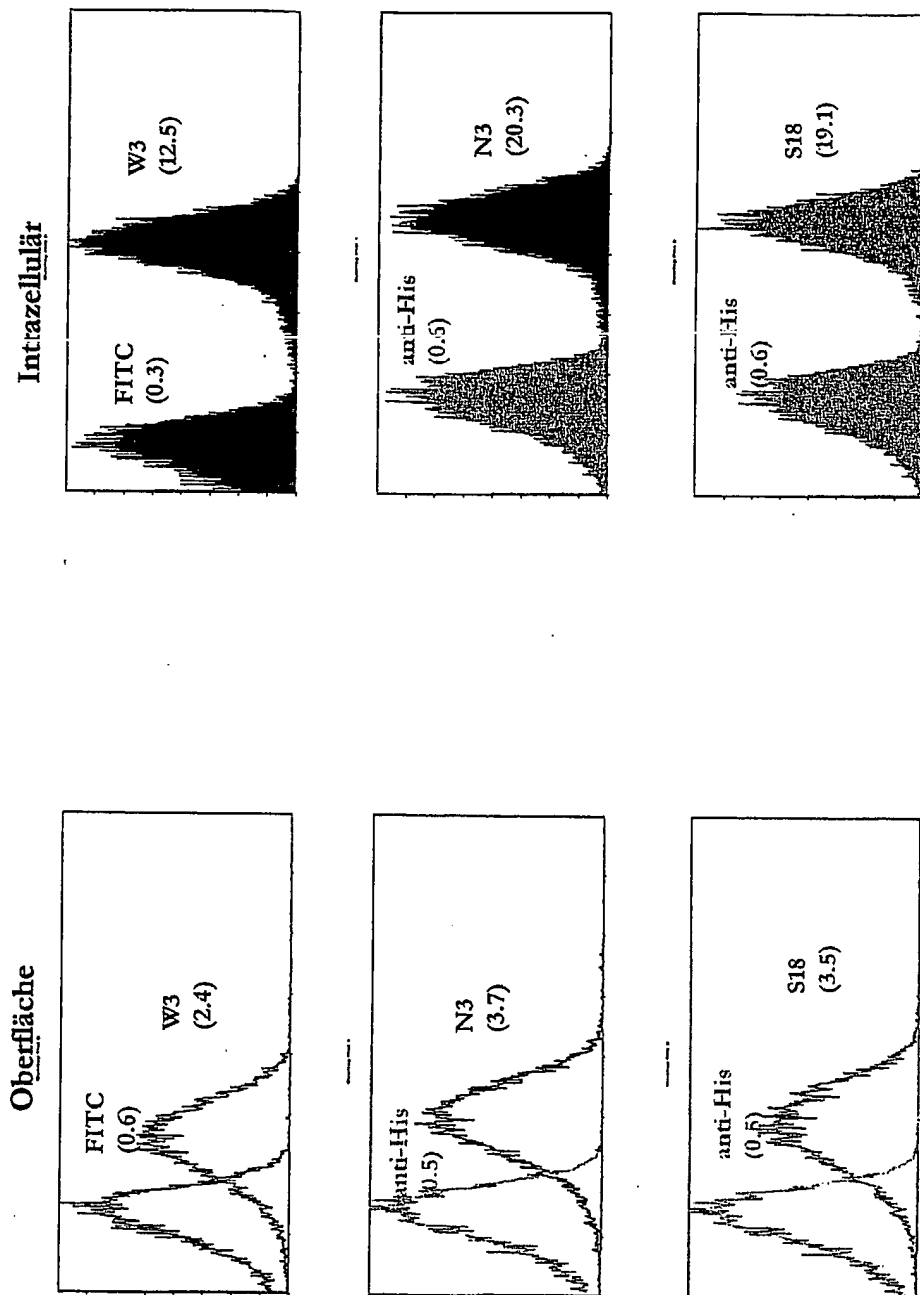 Oberfläche
FITC
(0.6)
W3
(2.4)
anti-His
0.5)
N3
(3.7)
anti-His
(0.5)
S18
(3.5)
Intrazellulär
FITC
(0.3)
W3
(12.5)
anti-His
(0.5)
N3
(20.3)
anti-His
(0.6)
S18
(19.1)